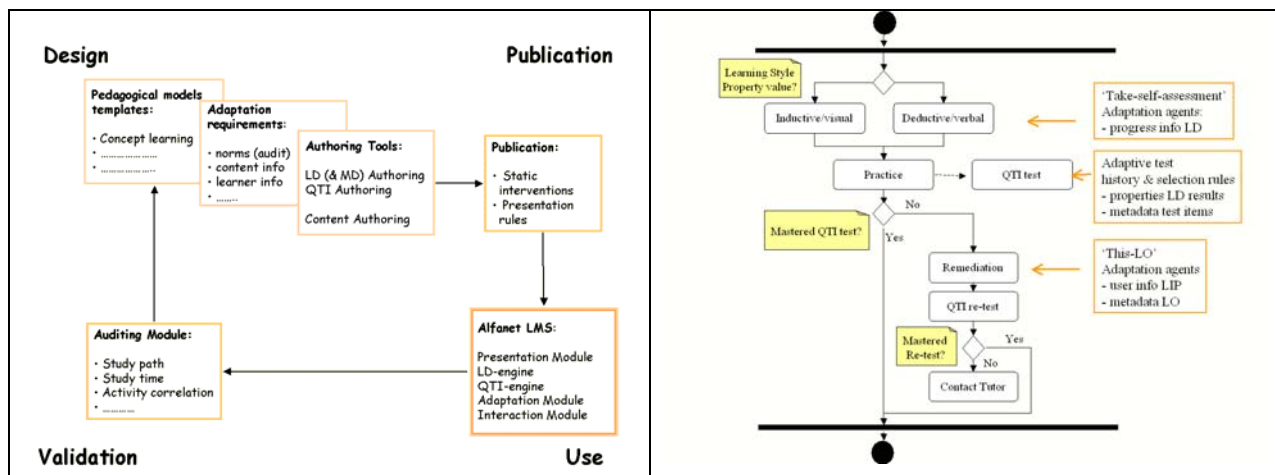 Design
Publication
Pedagogical models
templates:
• Concept learning
• …………………
• …………………..
Adaptation
requirements:
• norms (audit)
• content info
• learner info
• ……..
Authoring Tools:
LD (& MD) Authoring
QTI Authoring
Content Authoring
Publication:
• Static
interventions
• Presentation
rules
Auditing Module:
• Study path
• Study time
• Activity correlation
• …………
Alfanet LMS:
Presentation Module
LD-engine
QTI-engine
Adaptation Module
Interaction Module
Validation
Use
Learning Style
Property value?
Inductive/visual
Deductive/verbal
'Take-self-assessment'
Adaptation agents:
- progress info LD
Practice
QTI test
Adaptive test
history & selection rules
- properties LD results
- metadata test items
Mastered QTI test?
No
Yes
Remediation
'This-LO'
Adaptation agents
- user info LIP
- metadata LO
QTI re-test
Mastered
Re-test?
Yes
No
Contact Tutor